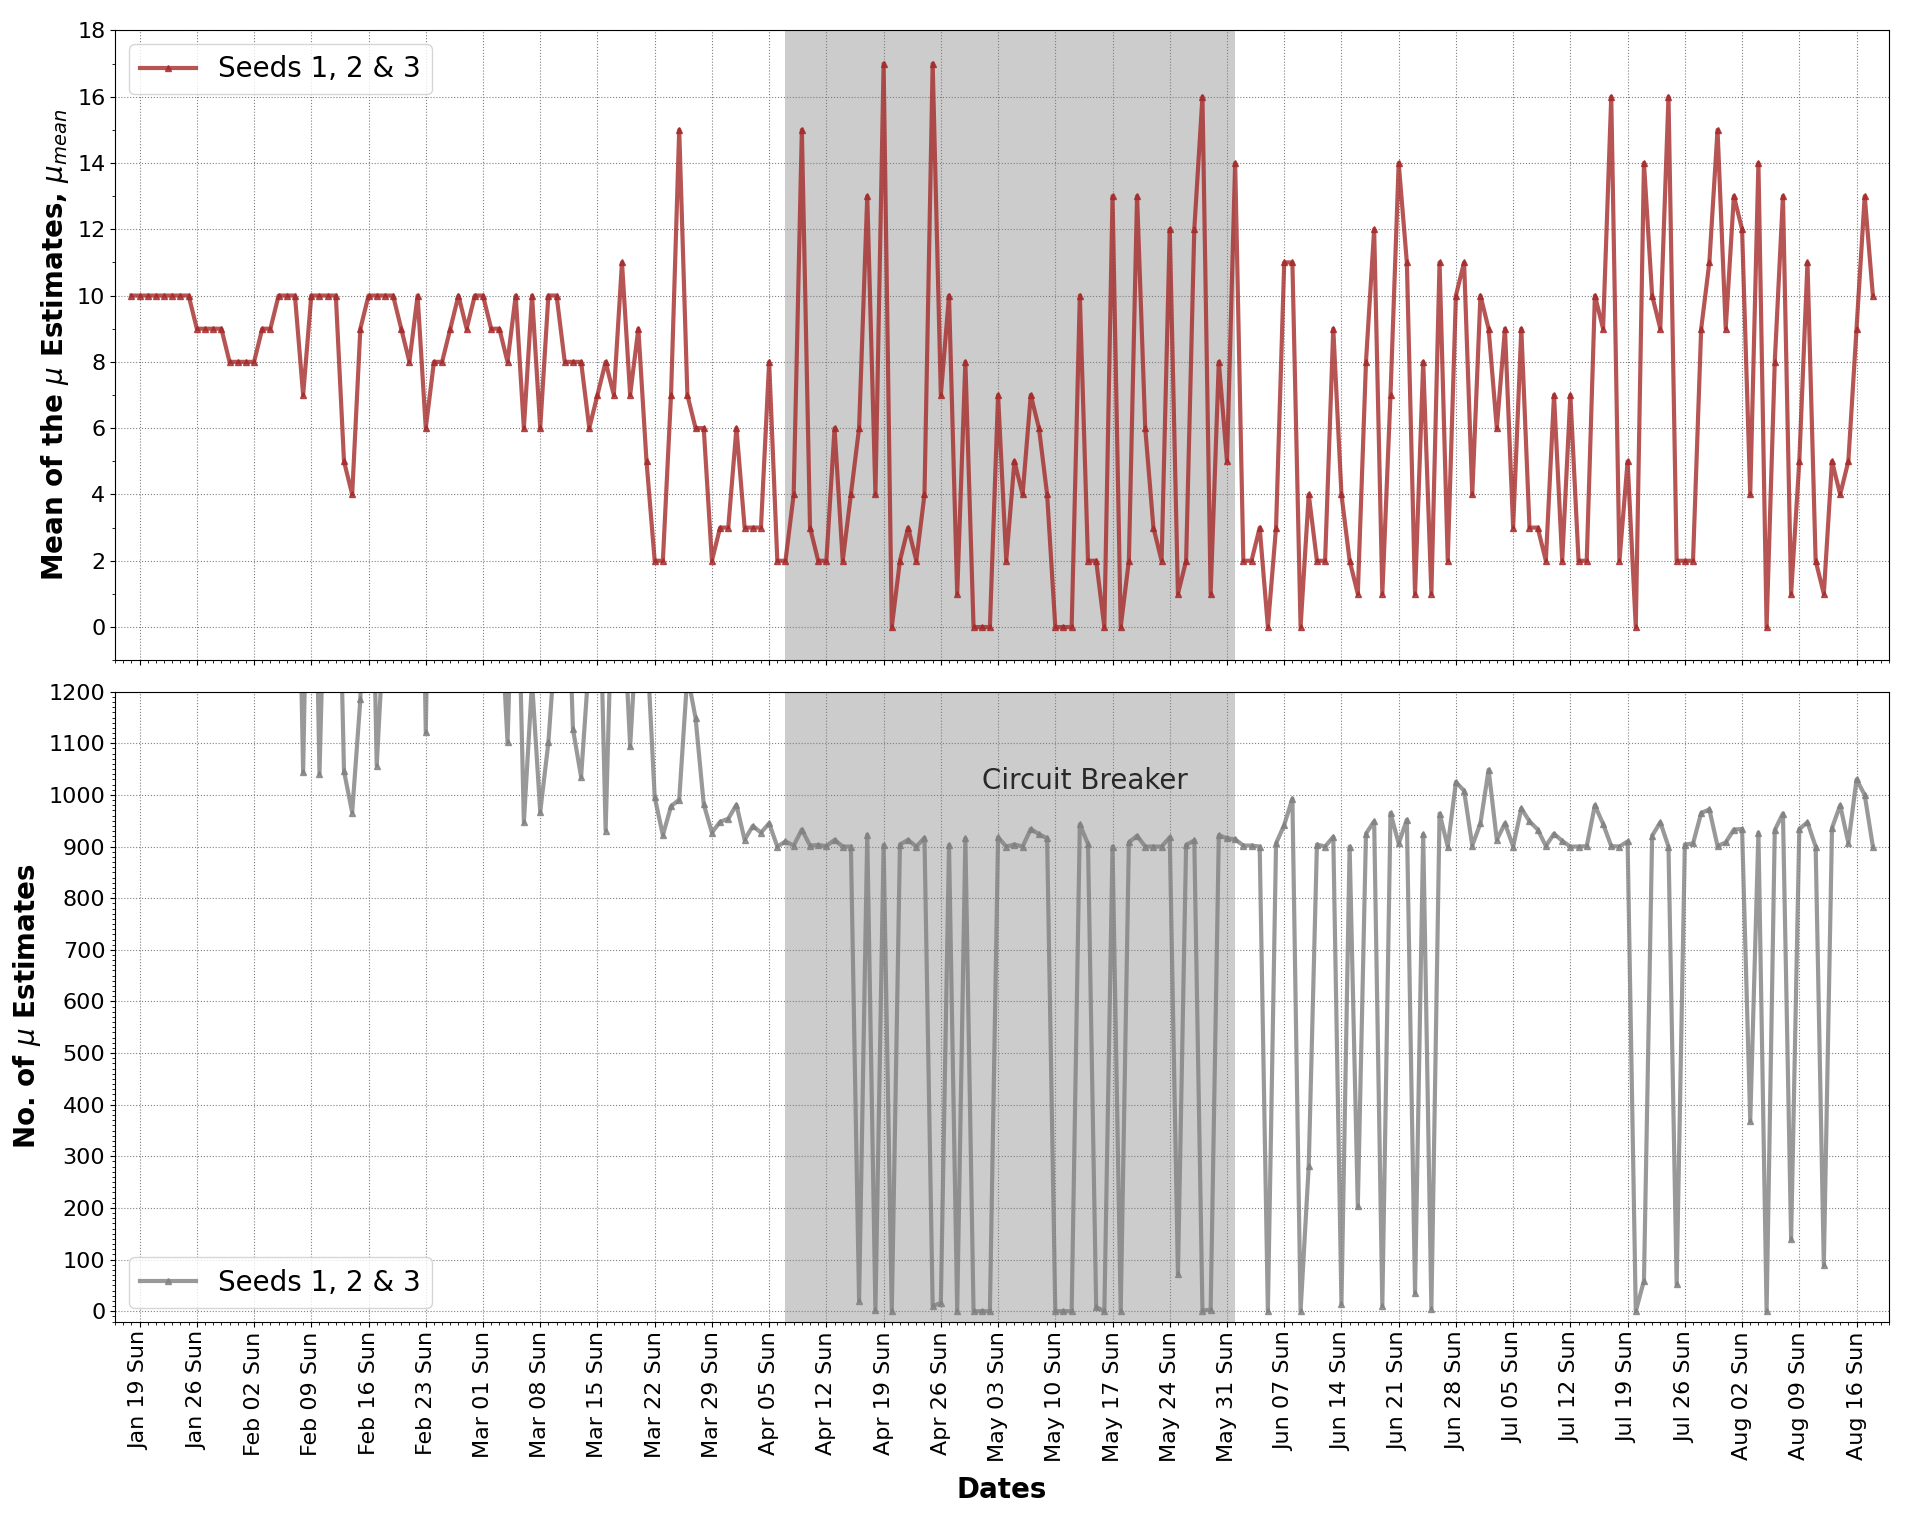 18
16
14
12
10
8
6
4
2
0
Mean of the μ Estimates, μmean
Seeds 1, 2 & 3
1200
1100
1000
900
800
700
600
500
400
300
200
100
0
No. of μ Estimates
Circuit Breaker
Seeds 1, 2 & 3
Jan 19 Sun
Jan 26 Sun
Feb 02 Sun
Feb 09 Sun
Feb 16 Sun
Feb 23 Sun
Mar 01 Sun
Mar 08 Sun
Mar 15 Sun
Mar 22 Sun
Mar 29 Sun
Apr 05 Sun
Apr 12 Sun
Apr 19 Sun
Apr 26 Sun
May 03 Sun
May 10 Sun
May 17 Sun
May 24 Sun
May 31 Sun
Jun 07 Sun
Jun 14 Sun
Jun 21 Sun
Jun 28 Sun
Jul 05 Sun
Jul 12 Sun
Jul 19 Sun
Jul 26 Sun
Aug 02 Sun
Aug 09 Sun
Aug 16 Sun
Dates